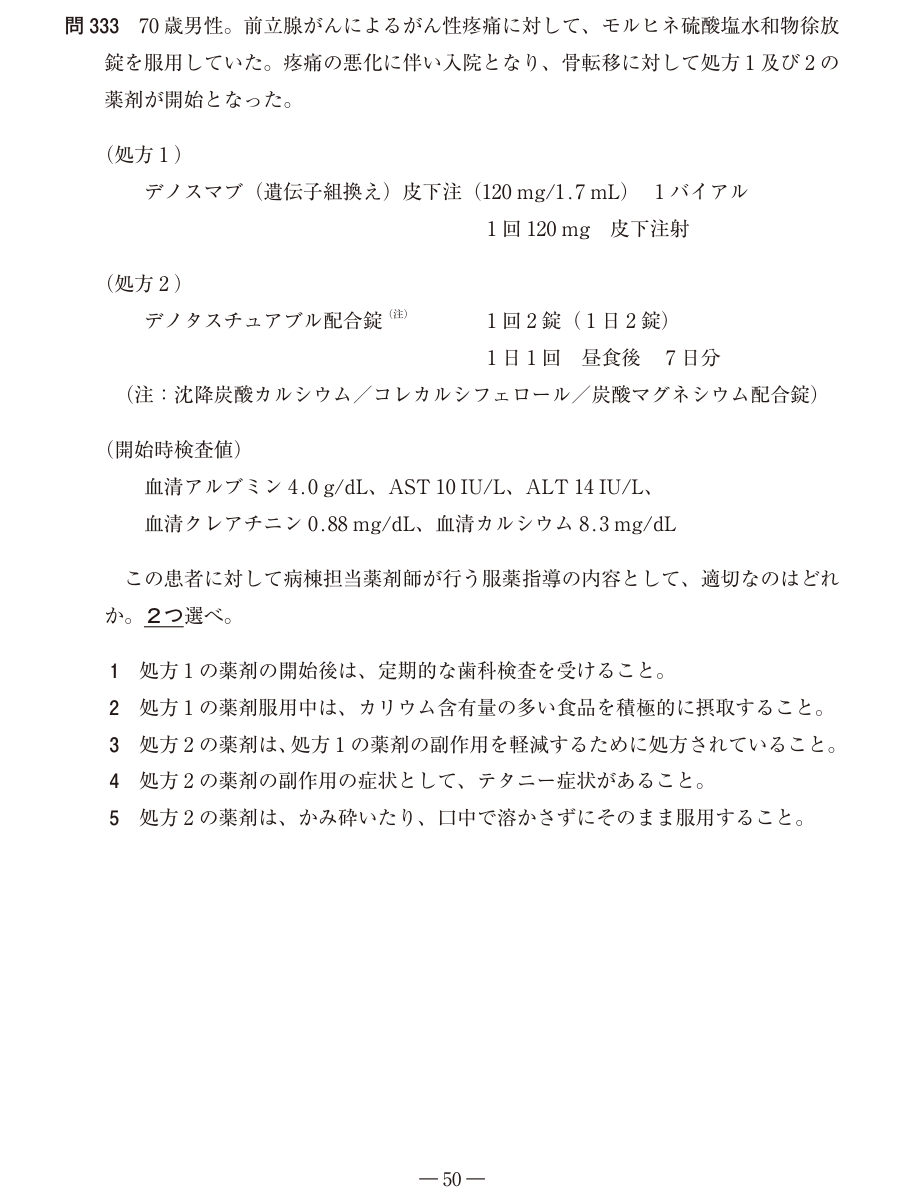 問 333 70 歳男性。前立腺がんによるがん性疼痛に対して、モルヒネ硫酸塩水和物徐放
錠を服用していた。疼痛の悪化に伴い入院となり、骨転移に対して処方 1 及び 2 の
薬剤が開始となった。
(処方 1 )
デノスマブ（遺伝子組換え）皮下注（120 mg/1.7 mL） 1 バイアル
1 回 120 mg 皮下注射
(処方 2 )
デノタスチュアブル配合錠(注) 1 回 2 錠（ 1 日 2 錠）
1 日 1 回 昼食後 7 日分
（注：沈降炭酸カルシウム／コレカルシフェロール／炭酸マグネシウム配合錠）
(開始時検査値)
血清アルブミン 4.0 g/dL、AST 10 IU/L、ALT 14 IU/L、
血清クレアチニン 0.88 mg/dL、血清カルシウム 8.3 mg/dL
この患者に対して病棟担当薬剤師が行う服薬指導の内容として、適切なのはどれ
か。2つ選べ。
1 処方 1 の薬剤の開始後は、定期的な歯科検査を受けること。
2 処方 1 の薬剤服用中は、カリウム含有量の多い食品を積極的に摂取すること。
3 処方 2 の薬剤は、処方 1 の薬剤の副作用を軽減するために処方されていること。
4 処方 2 の薬剤の副作用の症状として、テタニー症状があること。
5 処方 2 の薬剤は、かみ砕いたり、口中で溶かさずにそのまま服用すること。
— 50 —